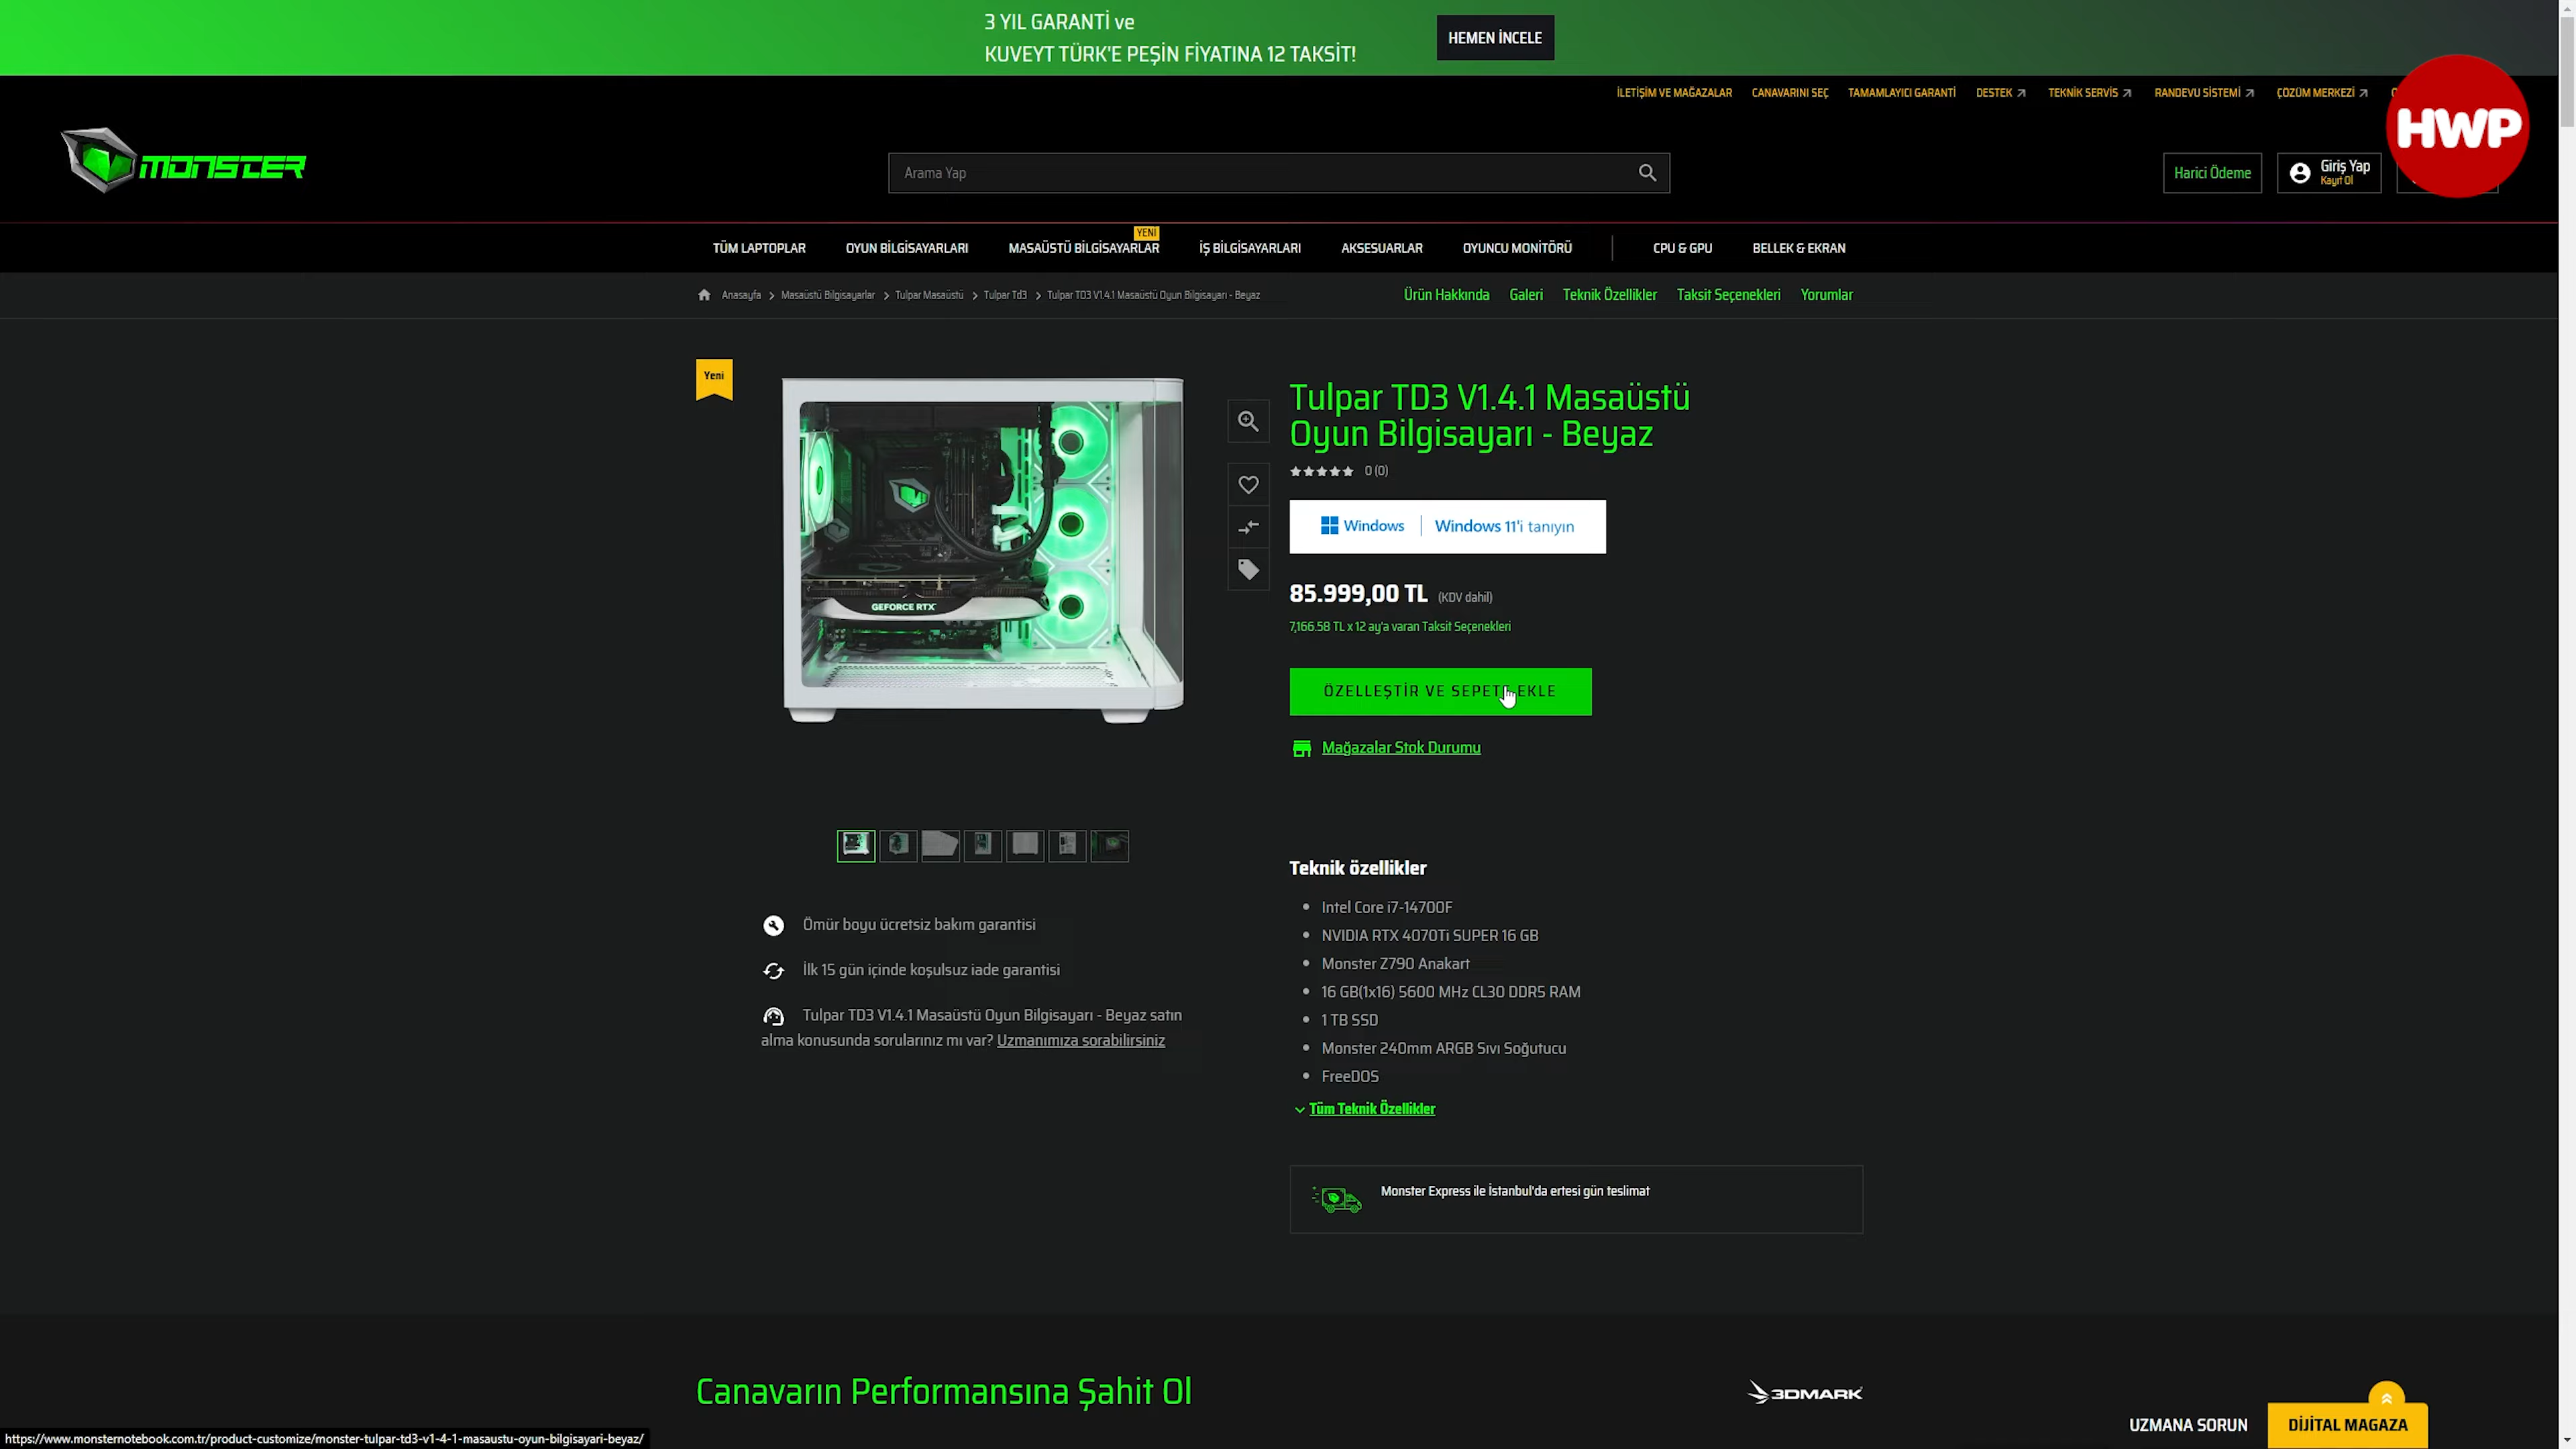 3 YIL GARANTİ ve
KUVEYT TÜRK'E PEŞİN FİYATINA 12 TAKSİT!
HEMEN İNCELE
İLETİŞİM VE MAĞAZALAR
CANAVARINI SEÇ
TAMAMLAYICI GARANTİ
DESTEK
TEKNİK SERVİS
RANDEVU SİSTEMİ
ÇÖZÜM MERKEZİ
HWP
MONSTER
Arama Yap
Harici Ödeme
Giriş Yap
Kayıt Ol
YENİ
TÜM LAPTOPLAR
OYUN BİLGİSAYARLARI
MASAÜSTÜ BİLGİSAYARLAR
İŞ BİLGİSAYARLARI
AKSESUARLAR
OYUNCU MONİTÖRÜ
CPU & GPU
BELLEK & EKRAN
Anasayfa
Masaüstü Bilgisayarlar
Tulpar Masaüstü
Tulpar Td3
Tulpar TD3 V1.4.1 Masaüstü Oyun Bilgisayarı - Beyaz
Ürün Hakkında
Galeri
Teknik Özellikler
Taksit Seçenekleri
Yorumlar
Yeni
GEFORCE RTX
Tulpar TD3 V1.4.1 Masaüstü
Oyun Bilgisayarı - Beyaz
0 (0)
Windows
Windows 11'i tanıyın
85.999,00 TL (KDV dahil)
7,166.58 TL x 12 ay'a varan Taksit Seçenekleri
ÖZELLEŞTİR VE SEPETE EKLE
Mağazalar Stok Durumu
Ömür boyu ücretsiz bakım garantisi
İlk 15 gün içinde koşulsuz iade garantisi
Tulpar TD3 V1.4.1 Masaüstü Oyun Bilgisayarı - Beyaz satın
alma konusunda sorularınız mı var? Uzmanımıza sorabilirsiniz
Teknik özellikler
Intel Core i7-14700F
NVIDIA RTX 4070Ti SUPER 16 GB
Monster Z790 Anakart
16 GB(1x16) 5600 MHz CL30 DDR5 RAM
1 TB SSD
Monster 240mm ARGB Sıvı Soğutucu
FreeDOS
Tüm Teknik Özellikler
Monster Express ile İstanbul'da ertesi gün teslimat
Canavarın Performansına Şahit Ol
3DMARK
UZMANA SORUN
DİJİTAL MAGAZA
https://www.monsternotebook.com.tr/product-customize/monster-tulpar-td3-v1-4-1-masaustu-oyun-bilgisayari-beyaz/